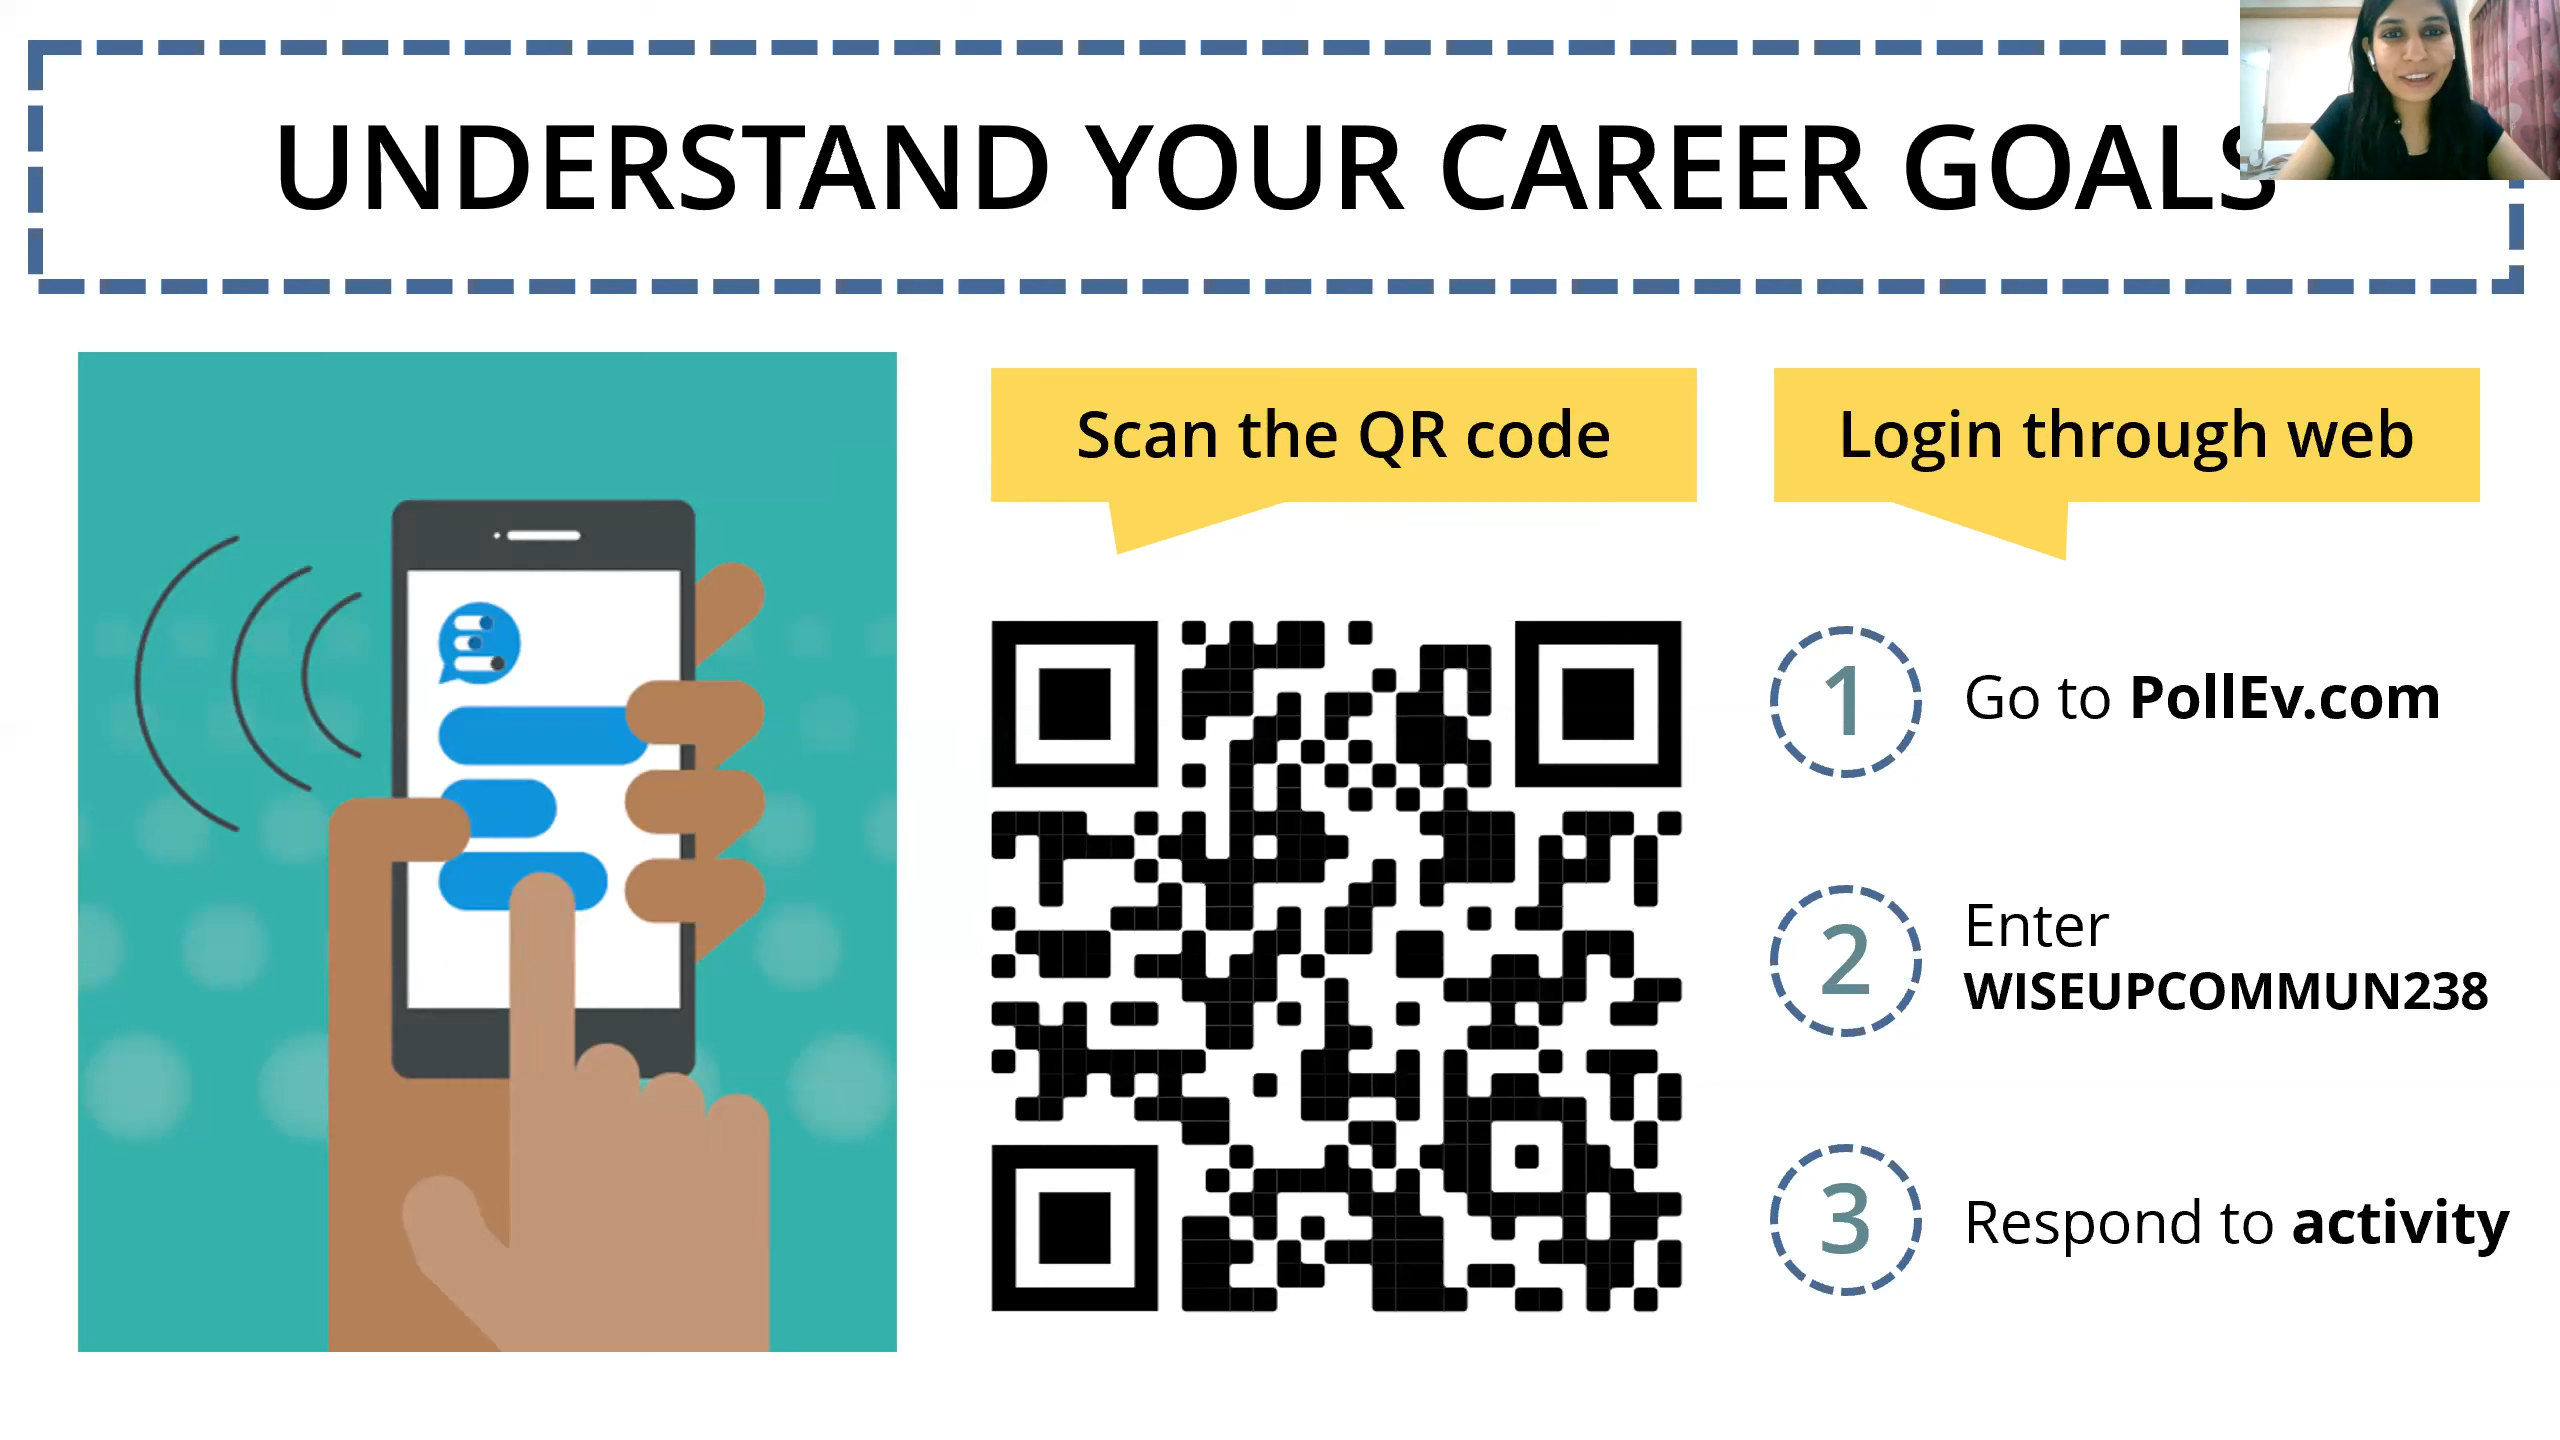 UNDERSTAND YOUR CAREER GOALS
Scan the QR code
Login through web
1
Go to PollEv.com
2
Enter
WISEUPCOMMUN238
3
Respond to activity